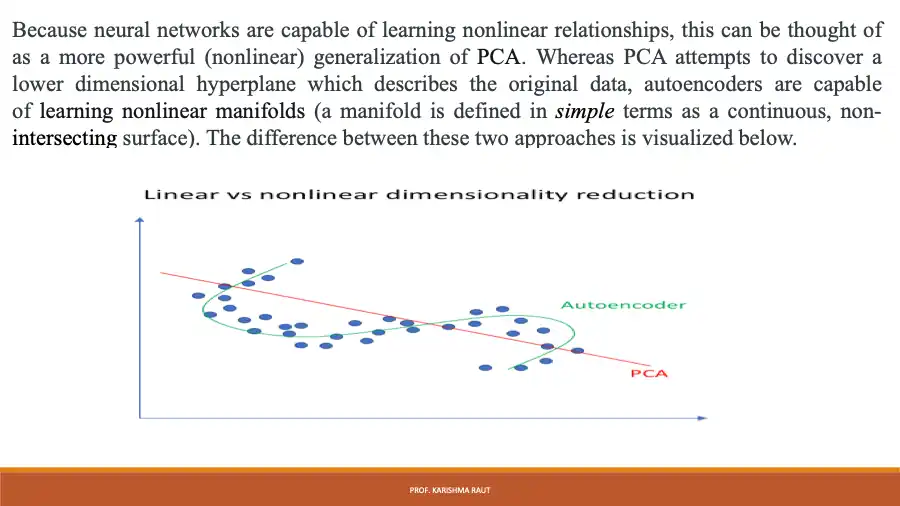 Because neural networks are capable of learning nonlinear relationships, this can be thought of
as a more powerful (nonlinear) generalization of PCA. Whereas PCA attempts to discover a
lower dimensional hyperplane which describes the original data, autoencoders are capable
of learning nonlinear manifolds (a manifold is defined in simple terms as a continuous, non-
intersecting surface). The difference between these two approaches is visualized below.
Linear vs nonlinear dimensionality reduction
Autoencoder
PCA
PROF. KARISHMA RAUT